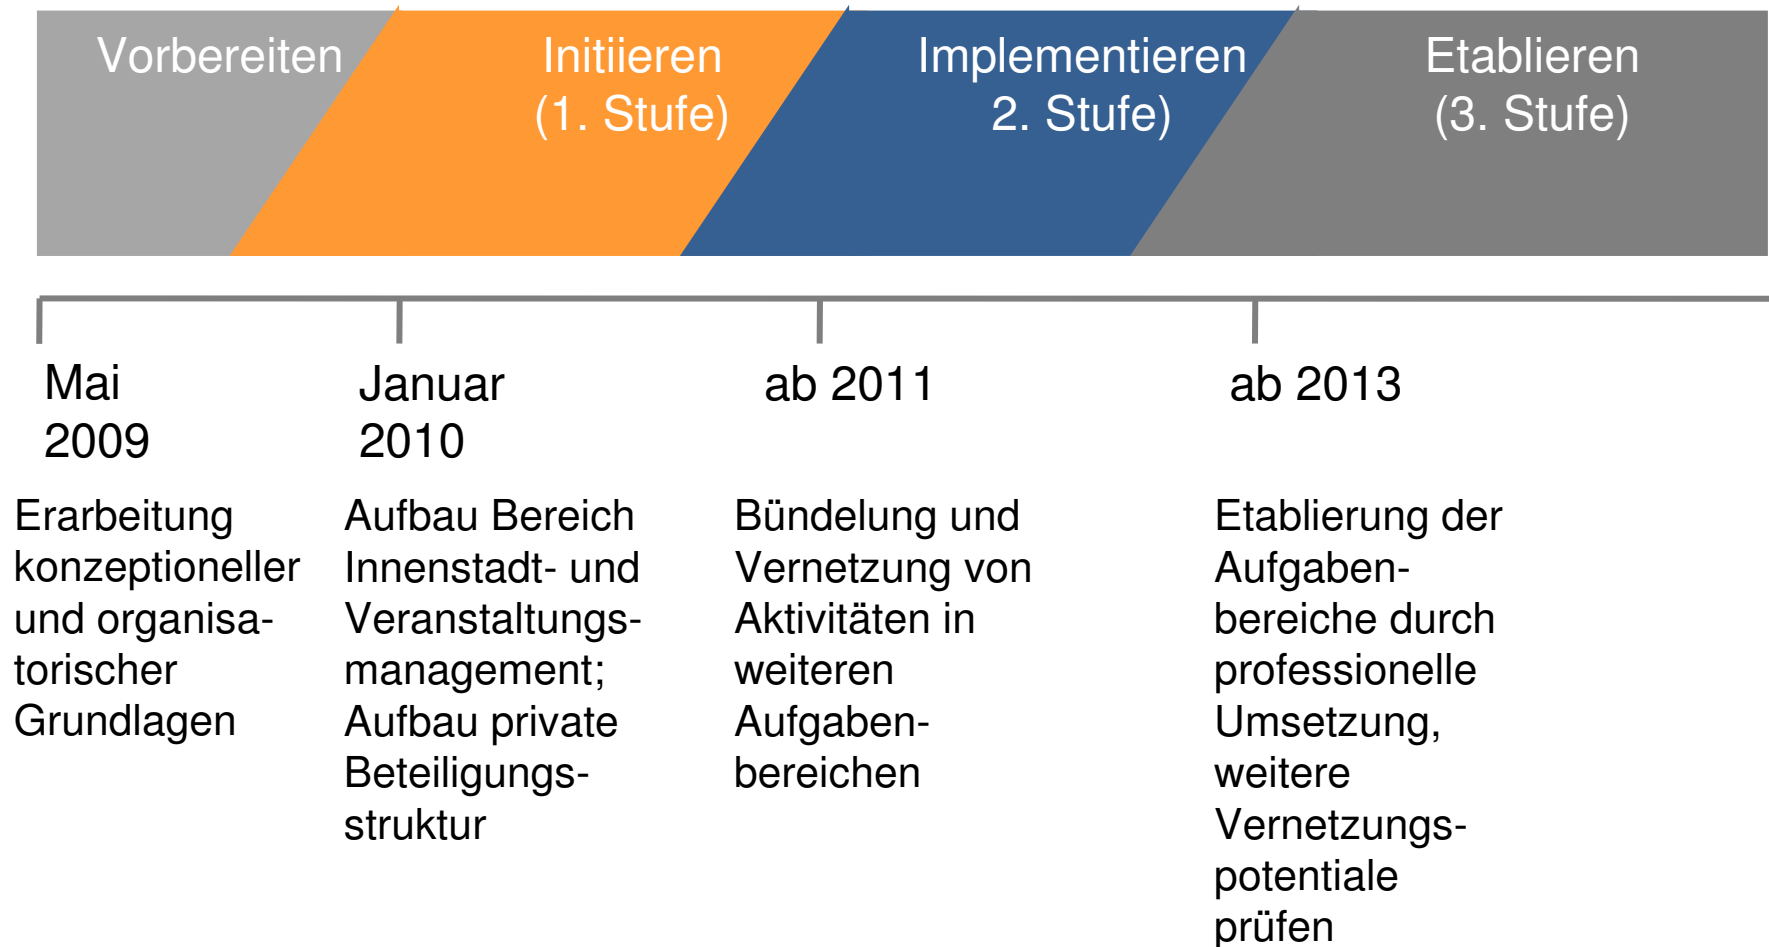 Vorbereiten
Initiieren
(1. Stufe)
Implementieren
2. Stufe)
Etablieren
(3. Stufe)
Mai
2009
Januar
2010
ab 2011
ab 2013
Erarbeitung
konzeptioneller
und organisa-
torischer
Grundlagen
Aufbau Bereich
Innenstadt- und
Veranstaltungs-
management;
Aufbau private
Beteiligungs-
struktur
Bündelung und
Vernetzung von
Aktivitäten in
weiteren
Aufgaben-
bereichen
Etablierung der
Aufgaben-
bereiche durch
professionelle
Umsetzung,
weitere
Vernetzungs-
potentiale
prüfen